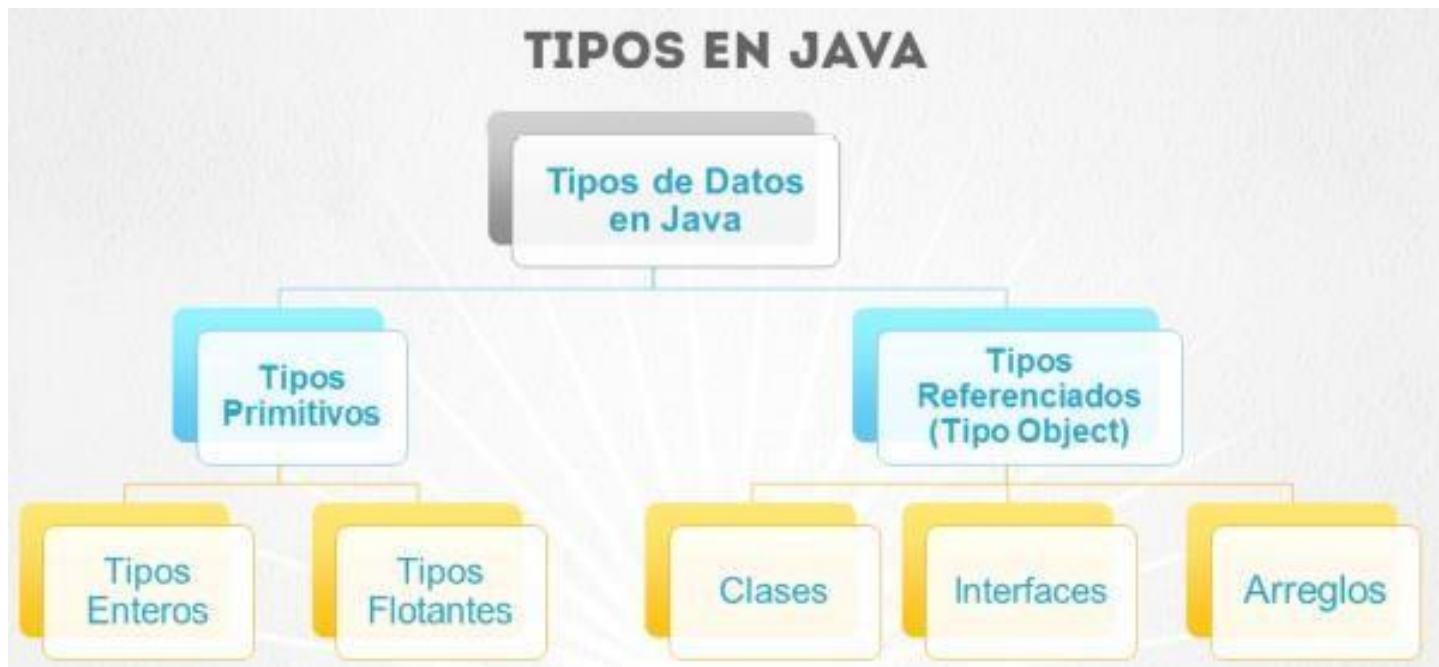 TIPOS EN JAVA
Tipos de Datos
en Java
Tipos
Primitivos
Tipos
Referenciados
(Tipo Object)
Tipos
Enteros
Tipos
Flotantes
Clases
Interfaces
Arreglos